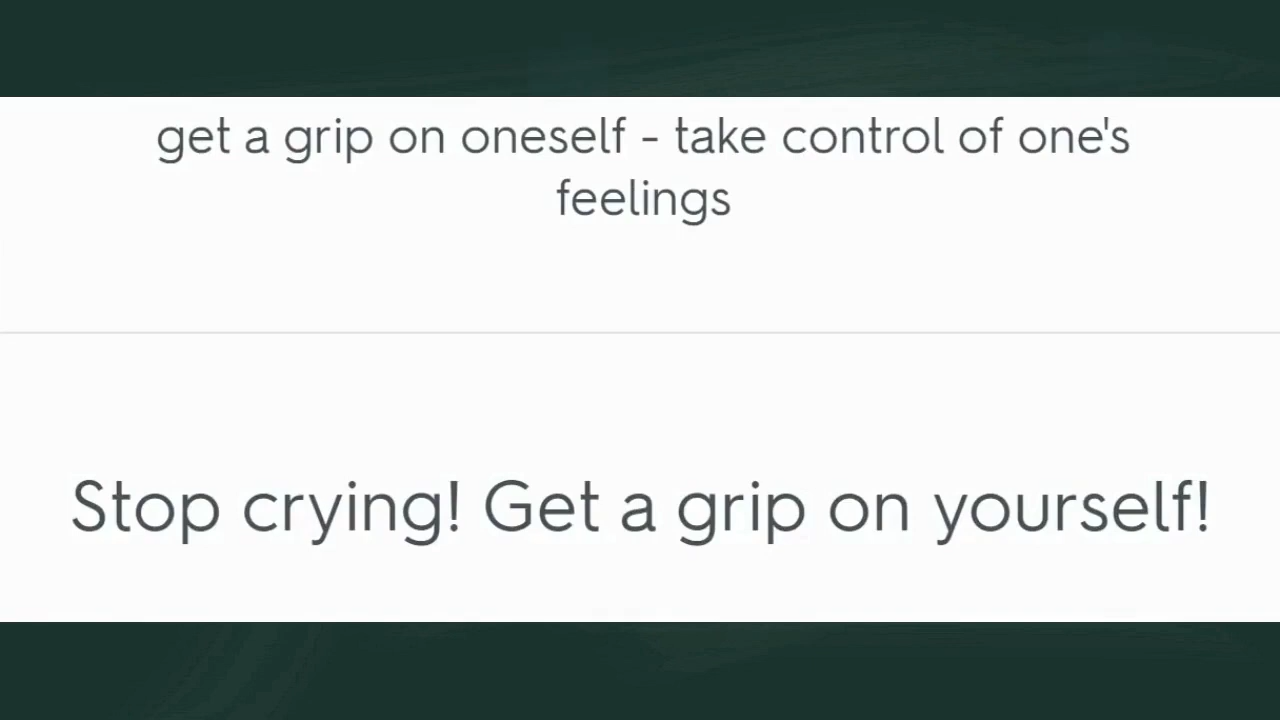 get a grip on oneself - take control of one's
feelings
Stop crying! Get a grip on yourself!